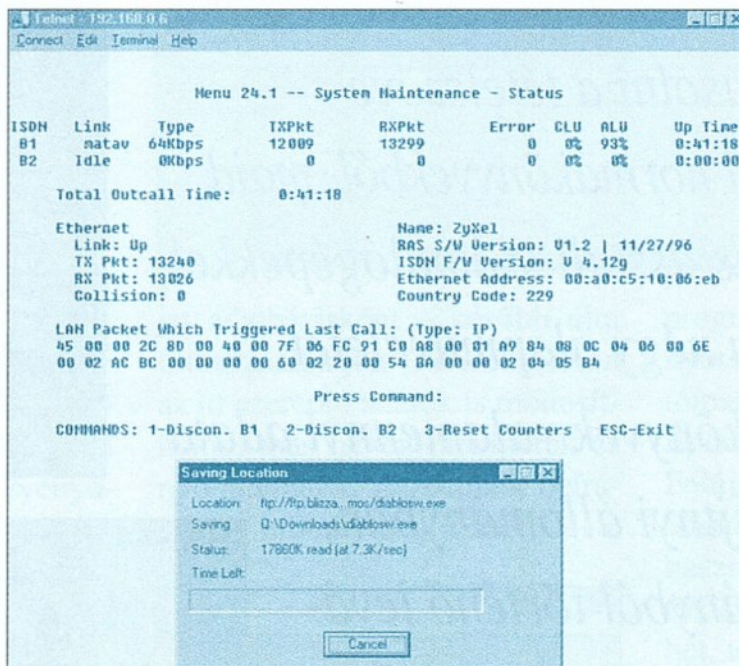 Telnet - 192.168.0.6
Connect Edit Terminal Help
Menu 24.1 -- System Maintenance - Status
ISDN Link Type TXPkt RXPkt Error CLU ALU Up Time
B1 matav 64Kbps 12009 13299 0 0% 93% 0:41:18
B2 Idle 0Kbps 0 0 0 0% 0% 0:00:00
Total Outcall Time: 0:41:18
Ethernet Name: ZyXel
Link: Up RAS S/W Version: V1.2 | 11/27/96
TX Pkt: 13240 ISDN F/W Version: V 4.12g
RX Pkt: 13026 Ethernet Address: 00:a0:c5:10:06:eb
Collision: 0 Country Code: 229
LAN Packet Which Triggered Last Call: (Type: IP)
45 00 00 2C 8D 00 40 00 7F 06 FC 91 C0 A8 00 01 A9 84 08 0C 04 06 00 6E
00 02 AC BC 00 00 00 00 60 02 20 00 54 BA 00 00 02 04 05 B4
Press Command:
COMMANDS: 1-Discon. B1 2-Discon. B2 3-Reset Counters ESC-Exit
Saving Location
Location: ftp://ftp.blizza...mos/diablosw.exe
Saving Q:\Downloads\diablosw.exe
Status: 17860K read (at 7.3K/sec)
Time Left:
Cancel